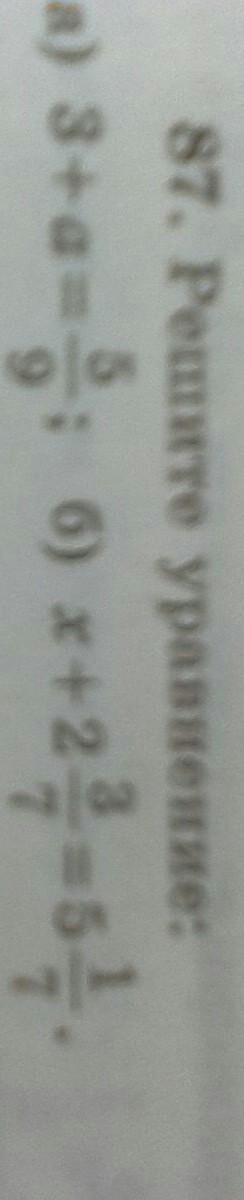 87. Решите уравнение:
а) 3 + a = 5/9; б) x + 2 3/7 = 5 1/7.